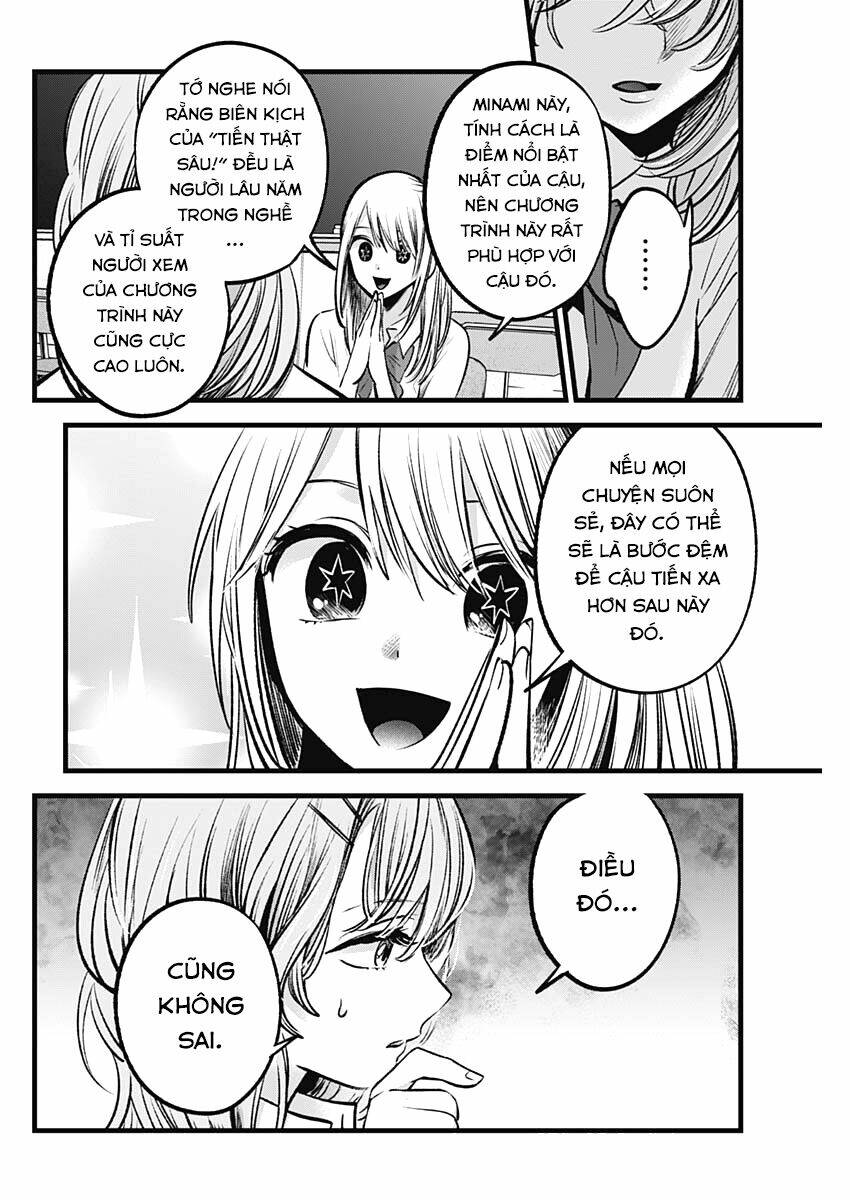 MINAMI NÀY,
TÍNH CÁCH LÀ
ĐIỂM NỔI BẬT
NHẤT CỦA CẬU,
NÊN CHƯƠNG
TRÌNH NÀY RẤT
PHÙ HỢP VỚI
CẬU ĐÓ.
......
TỚ NGHE NÓI
RẰNG BIÊN KỊCH
CỦA "TIẾN THẬT
SÂU!" ĐỀU LÀ
NGƯỜI LÂU NĂM
TRONG NGHỀ
...
VÀ TỈ SUẤT
NGƯỜI XEM
CỦA CHƯƠNG
TRÌNH NÀY
CŨNG CỰC
CAO LUÔN.
NẾU MỌI
CHUYỆN SUÔN
SẺ, ĐÂY CÓ THỂ
SẼ LÀ BƯỚC ĐỆM
ĐỂ CẬU TIẾN XA
HƠN SAU NÀY
ĐÓ.
ĐIỀU
ĐÓ...
CŨNG
KHÔNG
SAI.